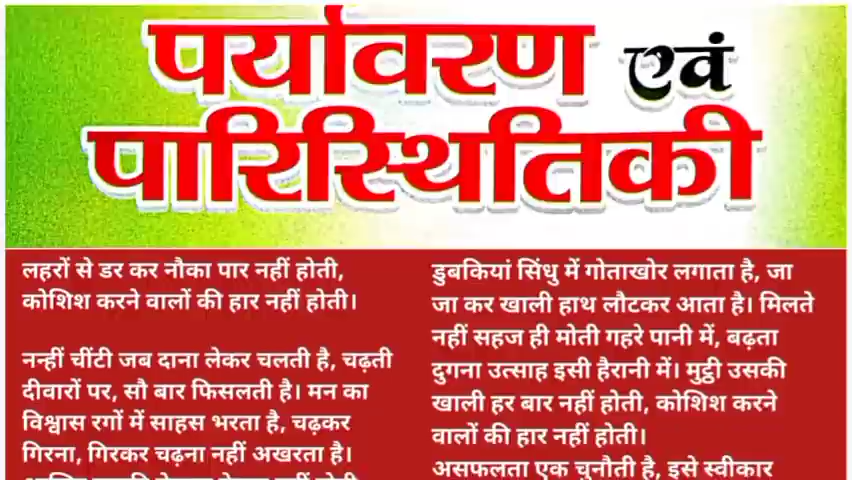 पर्यावरण एवं
पारिस्थितिकी
लहरों से डर कर नौका पार नहीं होती,
कोशिश करने वालों की हार नहीं होती।
नन्हीं चींटी जब दाना लेकर चलती है, चढ़ती
दीवारों पर, सौ बार फिसलती है। मन का
विश्वास रगों में साहस भरता है, चढ़कर
गिरना, गिरकर चढ़ना नहीं अखरता है।
डुबकियां सिंधु में गोताखोर लगाता है, जा
जा कर खाली हाथ लौटकर आता है। मिलते
नहीं सहज ही मोती गहरे पानी में, बढ़ता
दुगना उत्साह इसी हैरानी में। मुट्ठी उसकी
खाली हर बार नहीं होती, कोशिश करने
वालों की हार नहीं होती।
असफलता एक चुनौती है, इसे स्वीकार